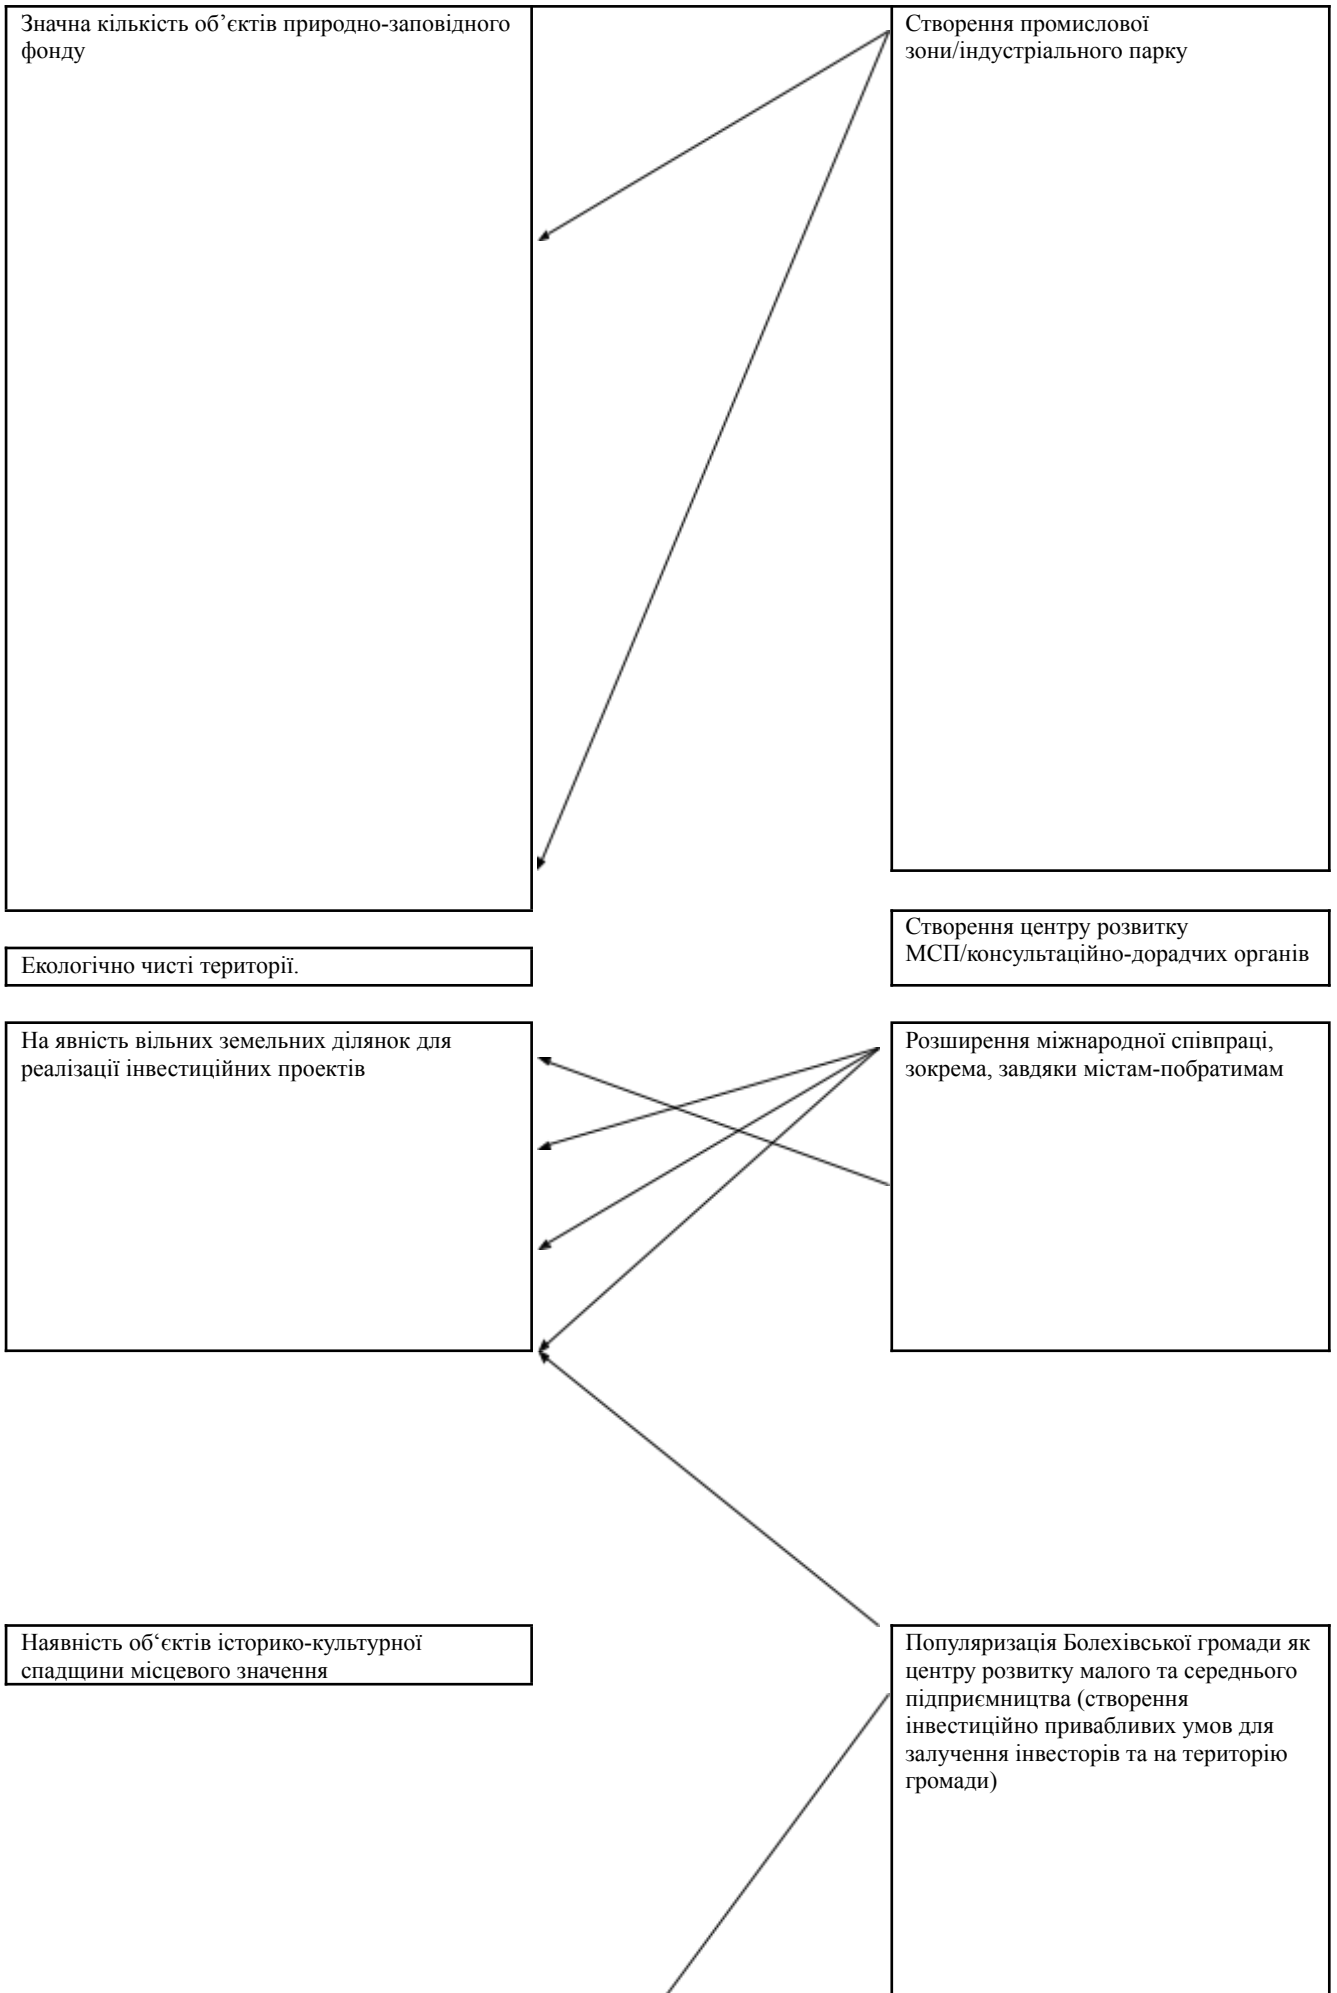 Значна кількість об’єктів природно-заповідного
фонду
Створення промислової
зони/індустріального парку
Екологічно чисті території.
Створення центру розвитку
МСП/консультаційно-дорадчих органів
На явність вільних земельних ділянок для
реалізації інвестиційних проектів
Розширення міжнародної співпраці,
зокрема, завдяки містам-побратимам
Наявність об‘єктів історико-культурної
спадщини місцевого значення
Популяризація Болехівської громади як
центру розвитку малого та середнього
підприємництва (створення
інвестиційно привабливих умов для
залучення інвесторів та на територію
громади)